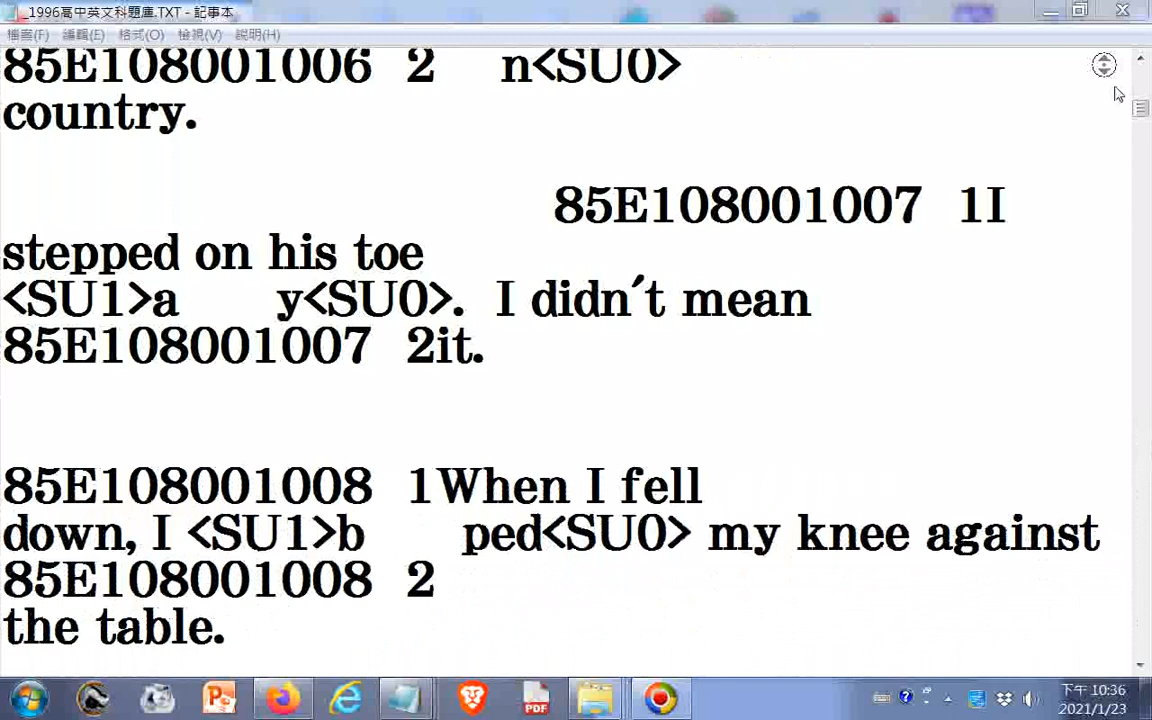 _1996高中英文科題庫.TXT - 記事本
檔案(F) 編輯(E) 格式(O) 檢視(V) 說明(H)
85E108001006 2 n<SU0>
country.
85E108001007 1I
stepped on his toe
<SU1>a y<SU0>. I didn't mean
85E108001007 2it.
85E108001008 1When I fell
down, I <SU1>b ped<SU0> my knee against
85E108001008 2
the table.
PDF
下午 10:36
2021/1/23